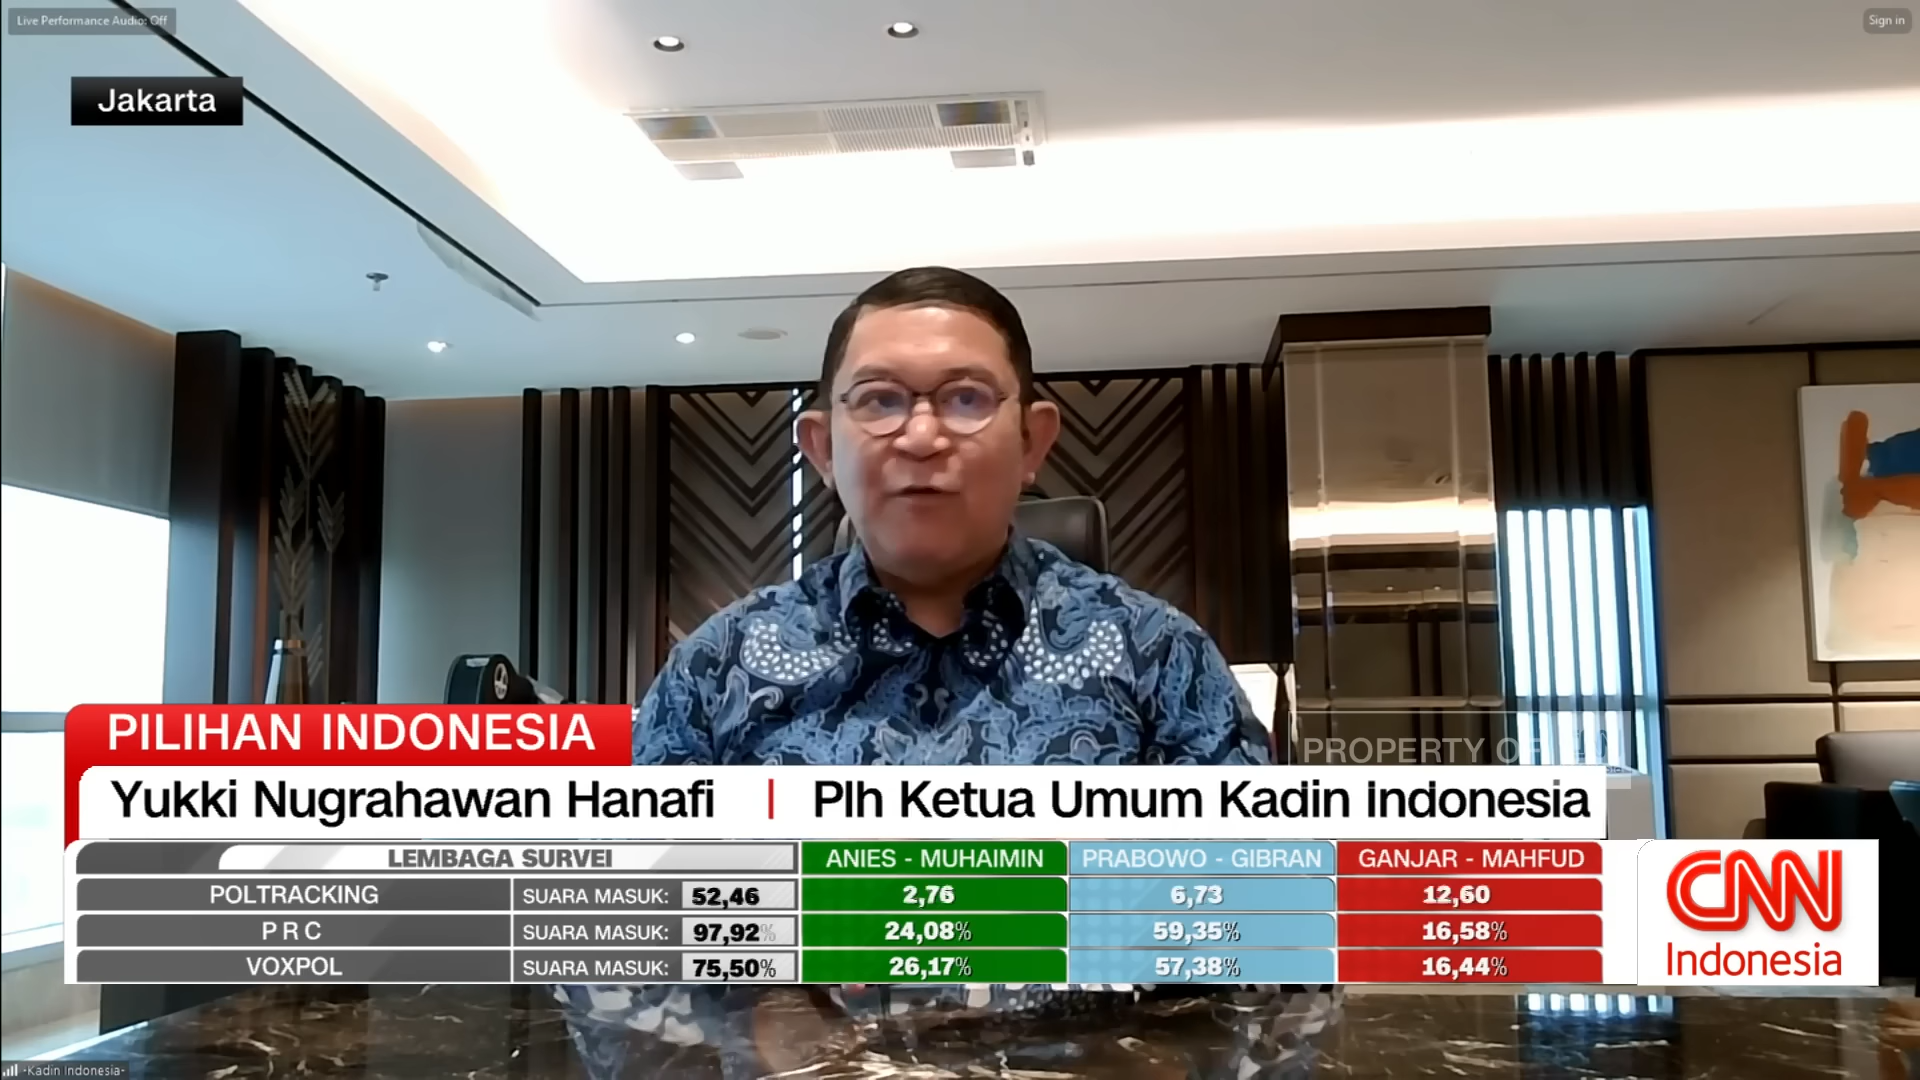 Live Performance Audio: Off
Sign in
Jakarta
PILIHAN INDONESIA
PROPERTY OF
Yukki Nugrahawan Hanafi | Plh Ketua Umum Kadin indonesia
LEMBAGA SURVEI ANIES - MUHAIMIN PRABOWO - GIBRAN GANJAR - MAHFUD
POLTRACKING SUARA MASUK: 52,46 2,76 6,73 12,60
PRC SUARA MASUK: 97,92% 24,08% 59,35% 16,58%
VOXPOL SUARA MASUK: 75,50% 26,17% 57,38% 16,44%
CNN
Indonesia
-Kadin Indonesia-